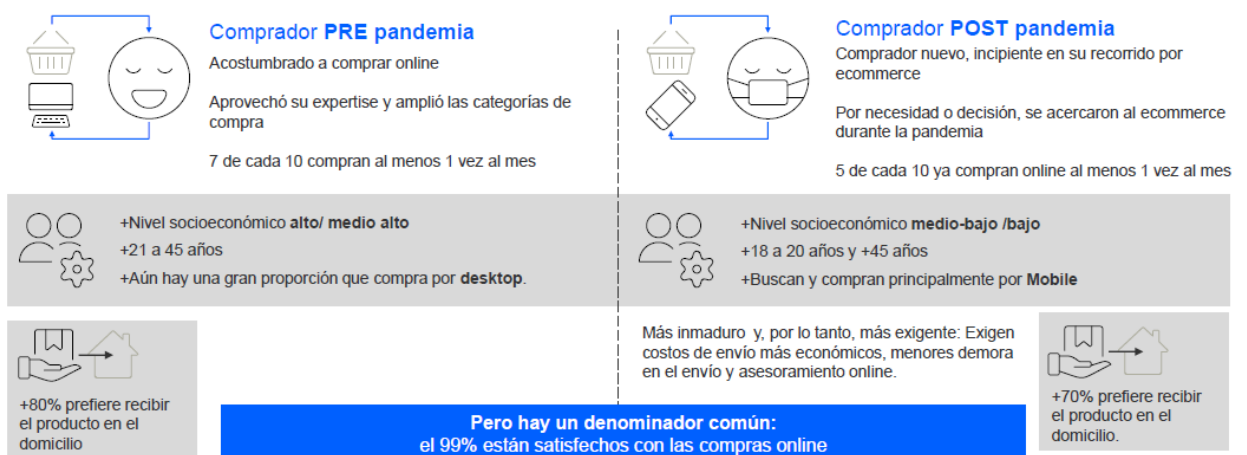 Comprador PRE pandemia
Acostumbrado a comprar online
Aprovechó su expertise y amplió las categorías de
compra
7 de cada 10 compran al menos 1 vez al mes
+Nivel socioeconómico alto/ medio alto
+21 a 45 años
+Aún hay una gran proporción que compra por desktop.
+80% prefiere recibir
el producto en el
domicilio
Comprador POST pandemia
Comprador nuevo, incipiente en su recorrido por
ecommerce
Por necesidad o decisión, se acercaron al ecommerce
durante la pandemia
5 de cada 10 ya compran online al menos 1 vez al mes
+Nivel socioeconómico medio-bajo /bajo
+18 a 20 años y +45 años
+Buscan y compran principalmente por Mobile
Más inmaduro y, por lo tanto, más exigente: Exigen
costos de envío más económicos, menores demora
en el envío y asesoramiento online.
+70% prefiere recibir
el producto en el
domicilio.
Pero hay un denominador común:
el 99% están satisfechos con las compras online